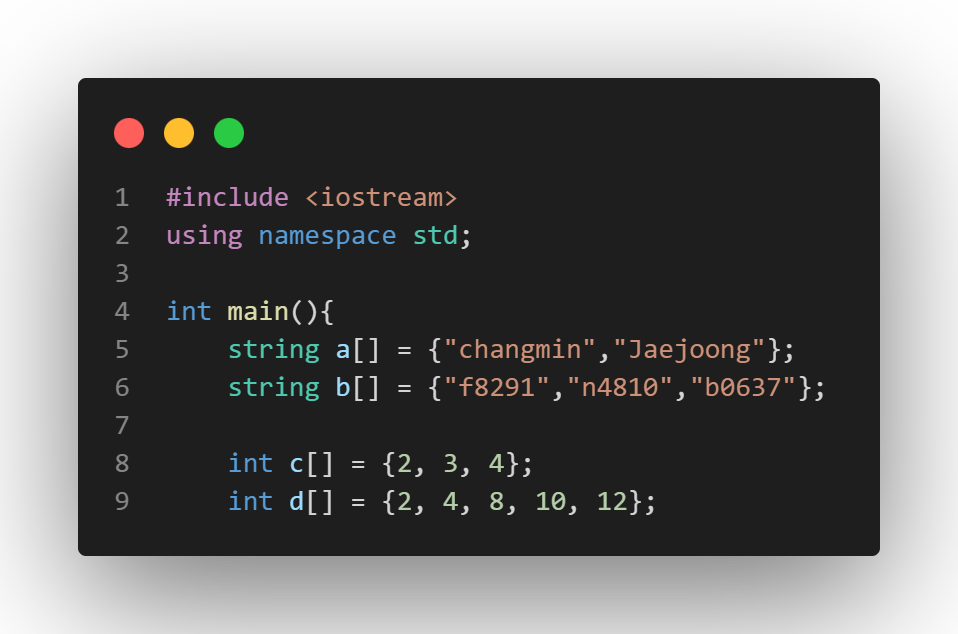 1 #include <iostream>
2 using namespace std;
3
4 int main(){
5     string a[] = {"changmin","Jaejoong"};
6     string b[] = {"f8291","n4810","b0637"};
7
8     int c[] = {2, 3, 4};
9     int d[] = {2, 4, 8, 10, 12};